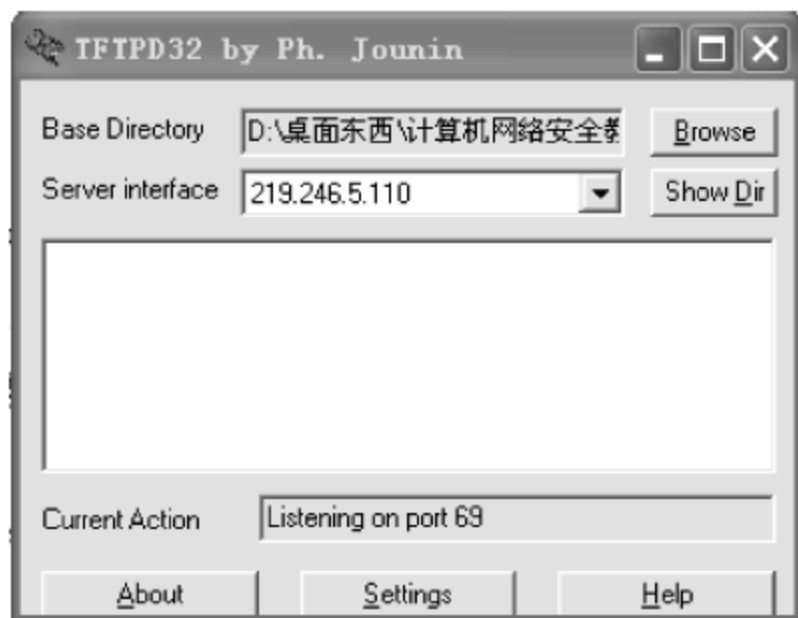 TFTPD32 by Ph. Jounin
Base Directory D:\桌面东西\计算机网络安全 Browse
Server interface 219.246.5.110 Show Dir
Current Action Listening on port 69
About Settings Help